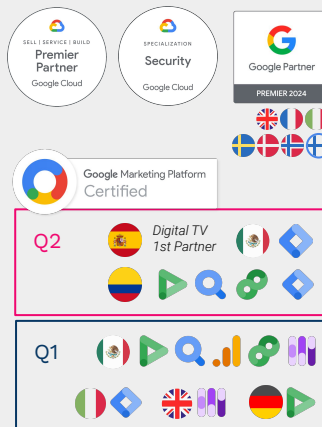 SELL | SERVICE | BUILD
Premier
Partner
Google Cloud
SPECIALIZATION
Security
Google Cloud
Google Partner
PREMIER 2024
Google Marketing Platform
Certified
Q2
Digital TV
1st Partner
Q1